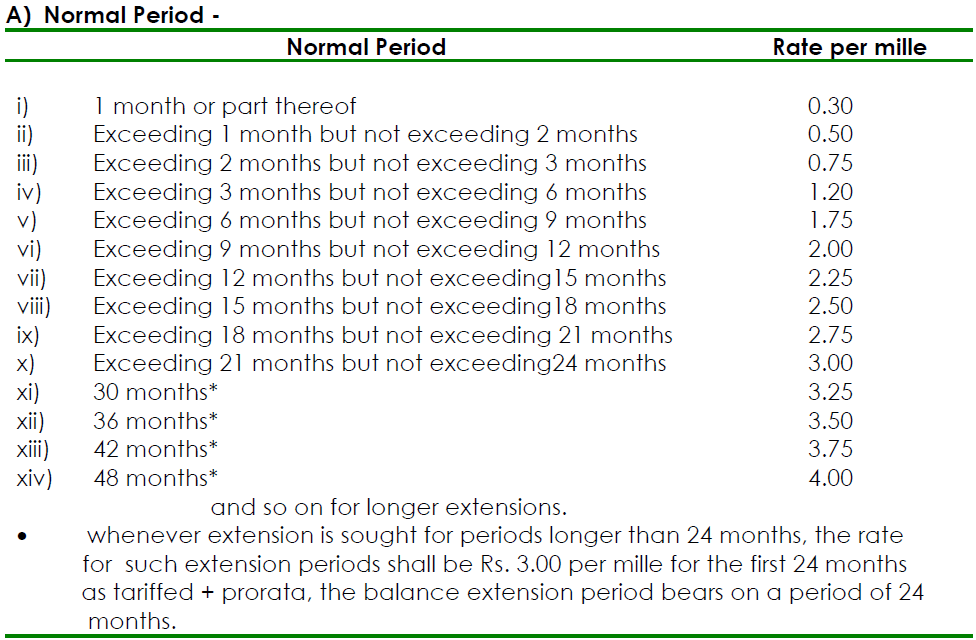 A) Normal Period -
Normal Period Rate per mille
i) 1 month or part thereof 0.30
ii) Exceeding 1 month but not exceeding 2 months 0.50
iii) Exceeding 2 months but not exceeding 3 months 0.75
iv) Exceeding 3 months but not exceeding 6 months 1.20
v) Exceeding 6 months but not exceeding 9 months 1.75
vi) Exceeding 9 months but not exceeding 12 months 2.00
vii) Exceeding 12 months but not exceeding15 months 2.25
viii) Exceeding 15 months but not exceeding18 months 2.50
ix) Exceeding 18 months but not exceeding 21 months 2.75
x) Exceeding 21 months but not exceeding24 months 3.00
xi) 30 months* 3.25
xii) 36 months* 3.50
xiii) 42 months* 3.75
xiv) 48 months* 4.00
and so on for longer extensions.
• whenever extension is sought for periods longer than 24 months, the rate
for such extension periods shall be Rs. 3.00 per mille for the first 24 months
as tariffed + prorata, the balance extension period bears on a period of 24
months.